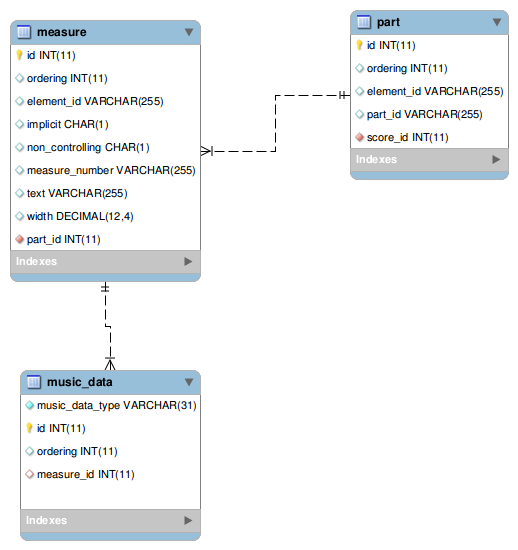 measure
id INT(11)
ordering INT(11)
element_id VARCHAR(255)
implicit CHAR(1)
non_controlling CHAR(1)
measure_number VARCHAR(255)
text VARCHAR(255)
width DECIMAL(12,4)
part_id INT(11)
Indexes
part
id INT(11)
ordering INT(11)
element_id VARCHAR(255)
part_id VARCHAR(255)
score_id INT(11)
Indexes
music_data
music_data_type VARCHAR(31)
id INT(11)
ordering INT(11)
measure_id INT(11)
Indexes